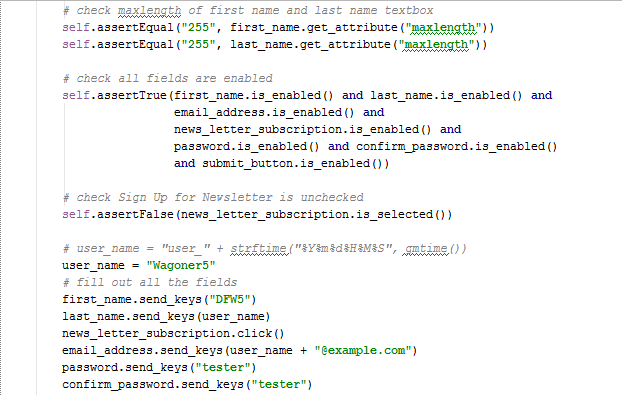 # check maxlength of first name and last name textbox
self.assertEqual("255", first_name.get_attribute("maxlength"))
self.assertEqual("255", last_name.get_attribute("maxlength"))
# check all fields are enabled
self.assertTrue(first_name.is_enabled() and last_name.is_enabled() and
email_address.is_enabled() and
news_letter_subscription.is_enabled() and
password.is_enabled() and confirm_password.is_enabled()
and submit_button.is_enabled())
# check Sign Up for Newsletter is unchecked
self.assertFalse(news_letter_subscription.is_selected())
# user_name = "user_" + strftime("%Y%m%d%H%M%S", gmtime())
user_name = "Wagoner5"
# fill out all the fields
first_name.send_keys("DFW5")
last_name.send_keys(user_name)
news_letter_subscription.click()
email_address.send_keys(user_name + "@example.com")
password.send_keys("tester")
confirm_password.send_keys("tester")